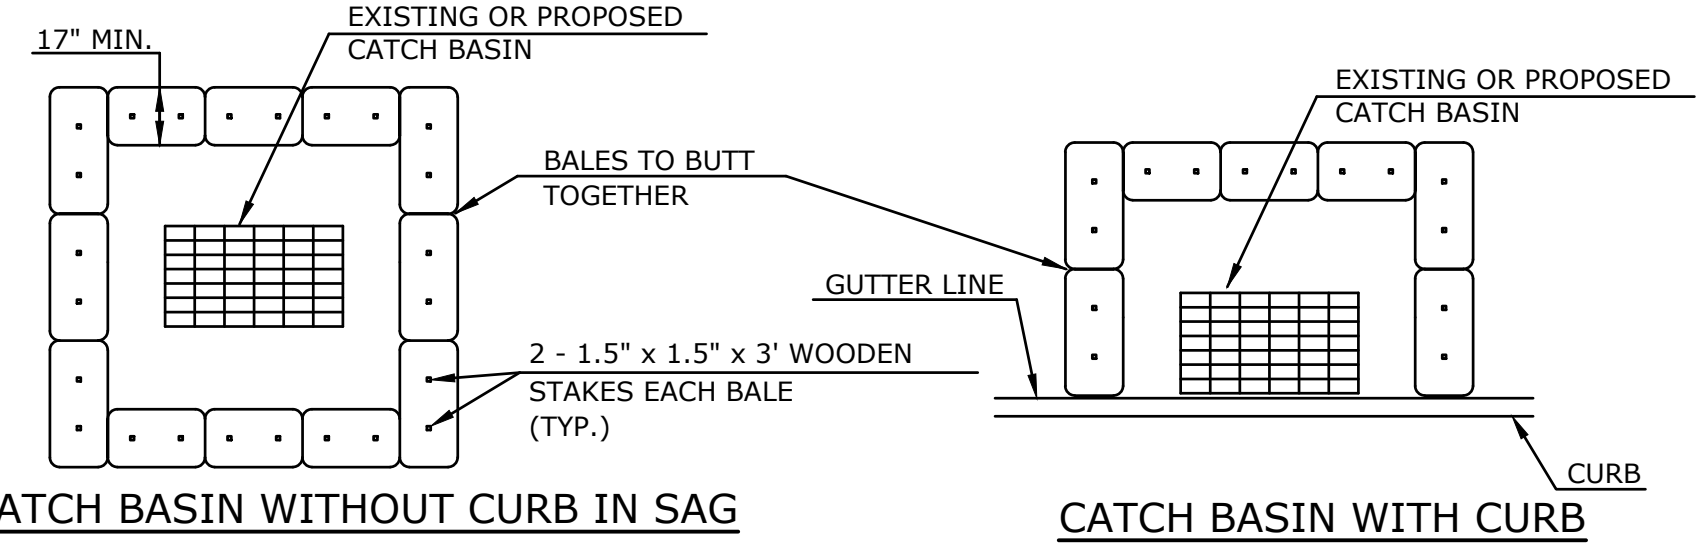 EXISTING OR PROPOSED
CATCH BASIN
17" MIN.
BALES TO BUTT
TOGETHER
2 - 1.5" x 1.5" x 3' WOODEN
STAKES EACH BALE
(TYP.)
ATCH BASIN WITHOUT CURB IN SAG
EXISTING OR PROPOSED
CATCH BASIN
GUTTER LINE
CURB
CATCH BASIN WITH CURB